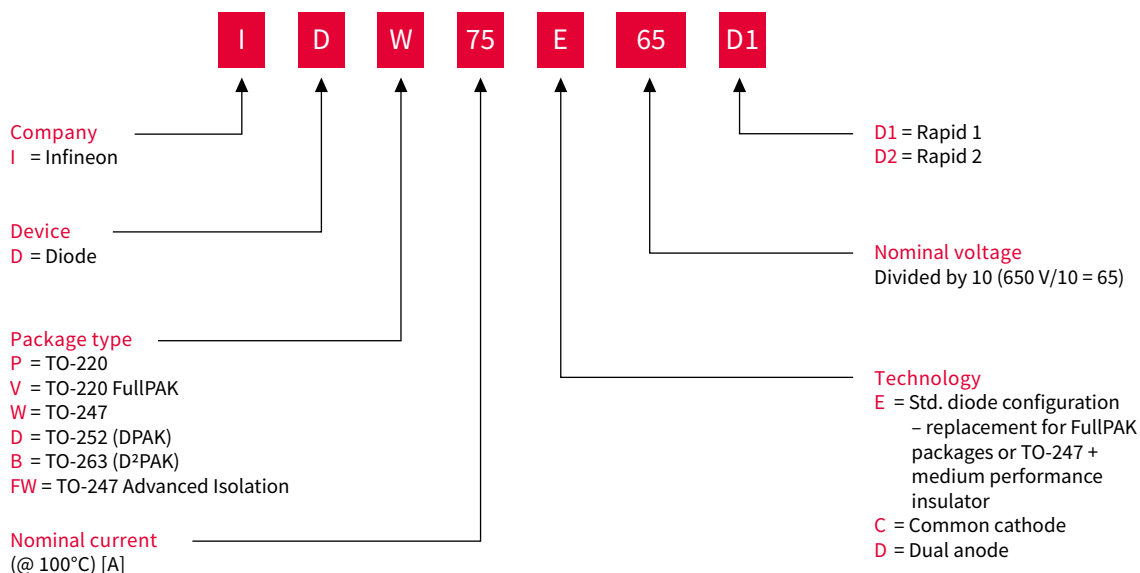 I D W 75 E 65 D1
Company
I = Infineon
Device
D = Diode
Package type
P = TO-220
V = TO-220 FullPAK
W = TO-247
D = TO-252 (DPAK)
B = TO-263 (D²PAK)
FW = TO-247 Advanced Isolation
Nominal current
(@ 100°C) [A]
D1 = Rapid 1
D2 = Rapid 2
Nominal voltage
Divided by 10 (650 V/10 = 65)
Technology
E = Std. diode configuration
– replacement for FullPAK
packages or TO-247 +
medium performance
insulator
C = Common cathode
D = Dual anode